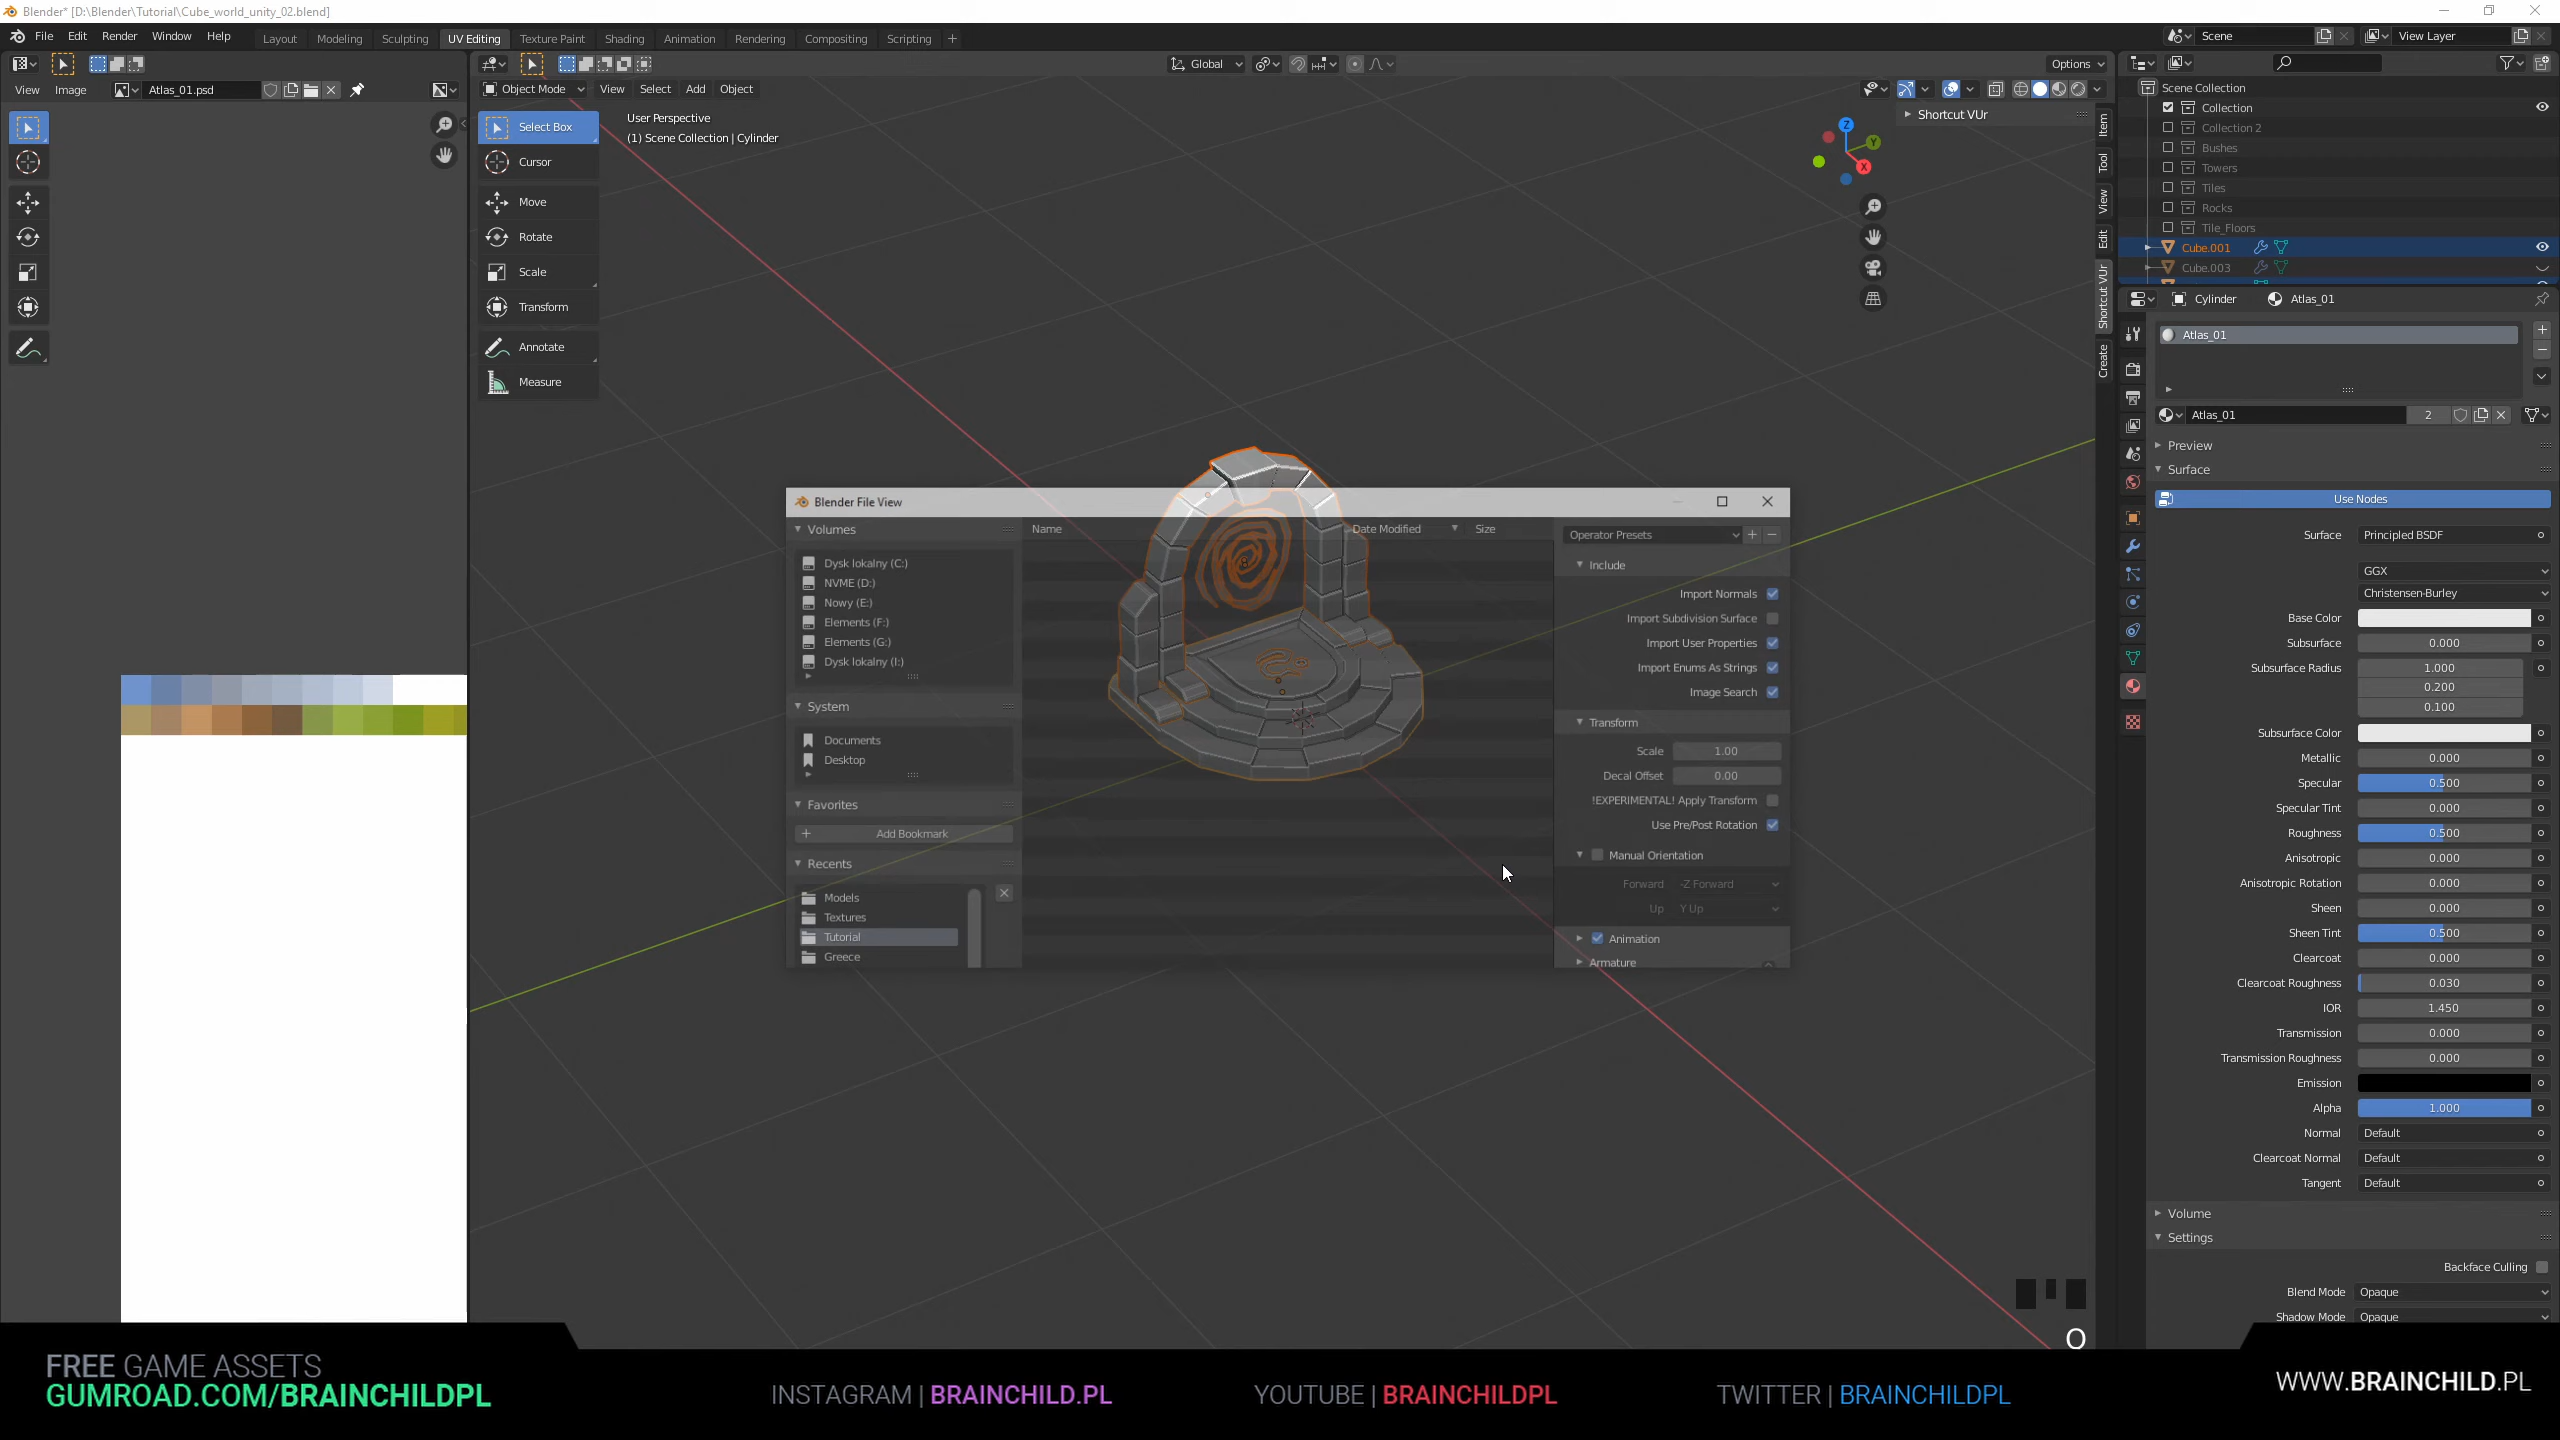 Blender* [D:\Blender\Tutorial\Cube_world_unity_02.blend]
File Edit Render Window Help
Layout Modeling Sculpting UV Editing Texture Paint Shading Animation Rendering Compositing Scripting +
Scene
View Layer
Global
Options
View Image Atlas_01.psd
Object Mode View Select Add Object
Select Box
Cursor
Move
Rotate
Scale
Transform
Annotate
Measure
User Perspective
(1) Scene Collection | Cylinder
Z
Y
X
Shortcut VUr
Item
Tool
View
Edit
Shortcut VUr
Create
Scene Collection
Collection
Collection 2
Bushes
Towers
Tiles
Rocks
Tile_Floors
Cube.001
Cube.003
Cylinder Atlas_01
Atlas_01
Atlas_01 2
Preview
Surface
Use Nodes
Surface Principled BSDF
GGX
Christensen-Burley
Base Color
Subsurface 0.000
Subsurface Radius 1.000
0.200
0.100
Subsurface Color
Metallic 0.000
Specular 0.500
Specular Tint 0.000
Roughness 0.500
Anisotropic 0.000
Anisotropic Rotation 0.000
Sheen 0.000
Sheen Tint 0.500
Clearcoat 0.000
Clearcoat Roughness 0.030
IOR 1.450
Transmission 0.000
Transmission Roughness 0.000
Emission
Alpha 1.000
Normal Default
Clearcoat Normal Default
Tangent Default
Volume
Settings
Backface Culling
Blend Mode Opaque
Shadow Mode Opaque
Blender File View
Volumes
Dysk lokalny (C:)
NVME (D:)
Nowy (E:)
Elements (F:)
Elements (G:)
Dysk lokalny (I:)
System
Documents
Desktop
Favorites
Add Bookmark
Recents
Models
Textures
Tutorial
Greece
Name Date Modified Size
Operator Presets
Include
Import Normals
Import Subdivision Surface
Import User Properties
Import Enums As Strings
Image Search
Transform
Scale 1.00
Decal Offset 0.00
!EXPERIMENTAL! Apply Transform
Use Pre/Post Rotation
Manual Orientation
Forward -Z Forward
Up Y Up
Animation
Armature
O
FREE GAME ASSETS
GUMROAD.COM/BRAINCHILDPL
INSTAGRAM | BRAINCHILD.PL
YOUTUBE | BRAINCHILDPL
TWITTER | BRAINCHILDPL
WWW.BRAINCHILD.PL